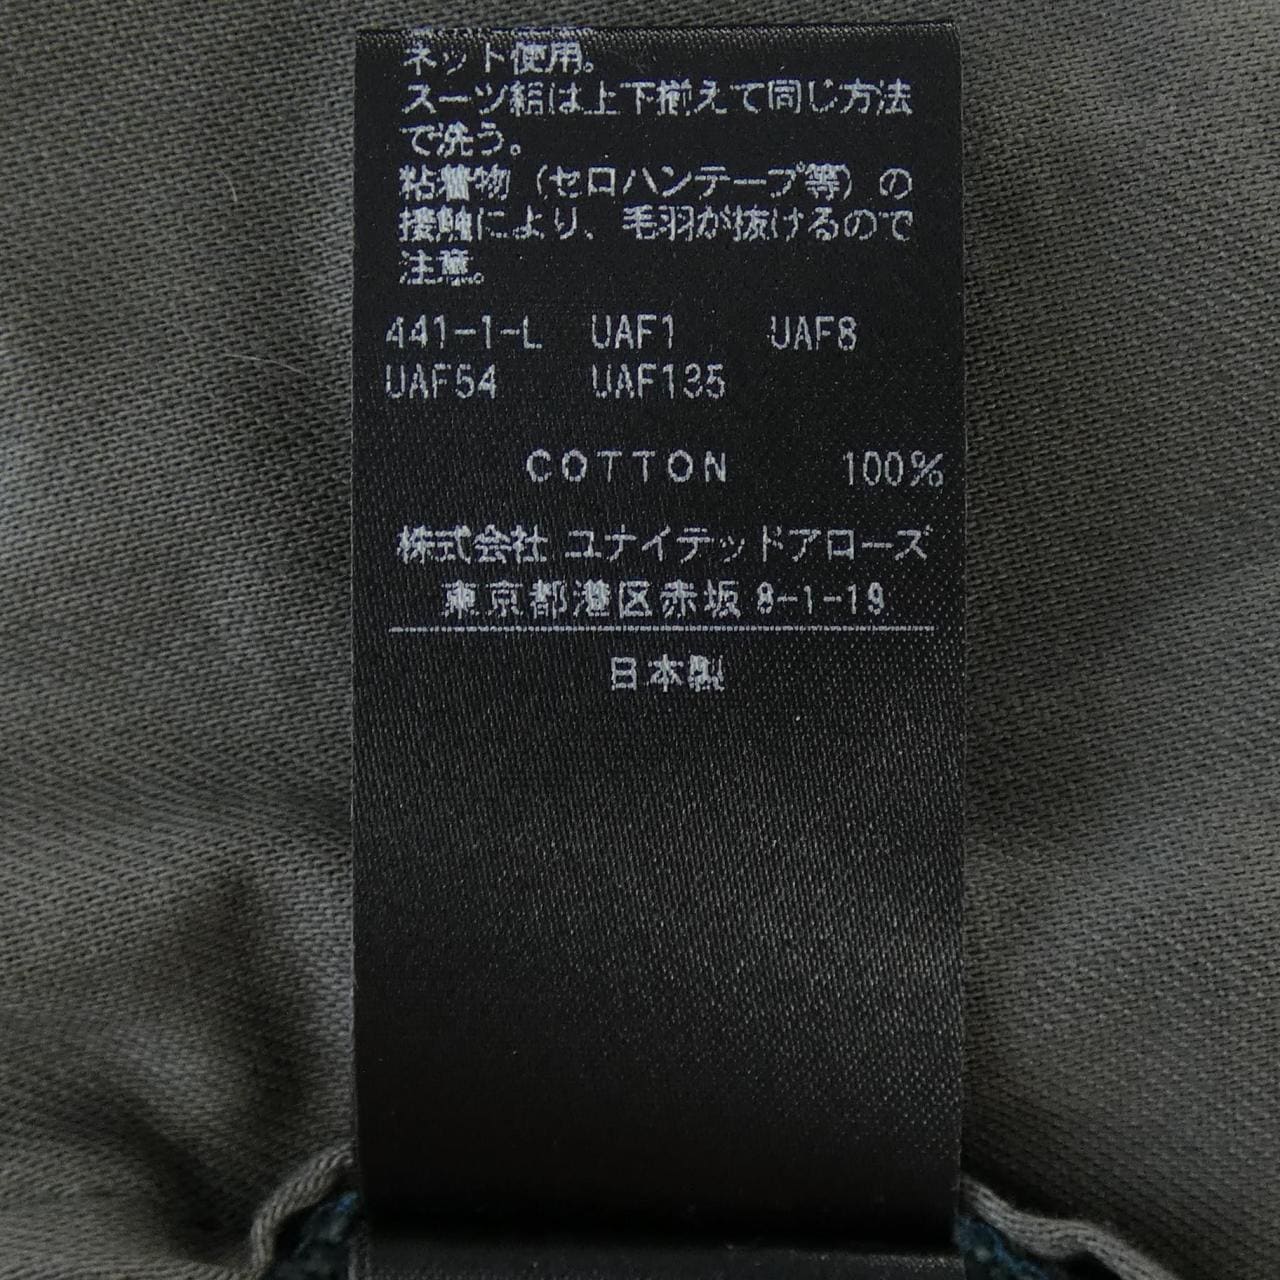 ネット使用。
スーツ組は上下揃えて同じ方法
で洗う。
粘着物（セロハンテープ等）の
接触により、毛羽が抜けるので
注意。
441-1-L UAF1 UAF8
UAF54 UAF135
COTTON 100%
株式会社 ユナイテッドアローズ
東京都港区赤坂 8-1-19
日本製